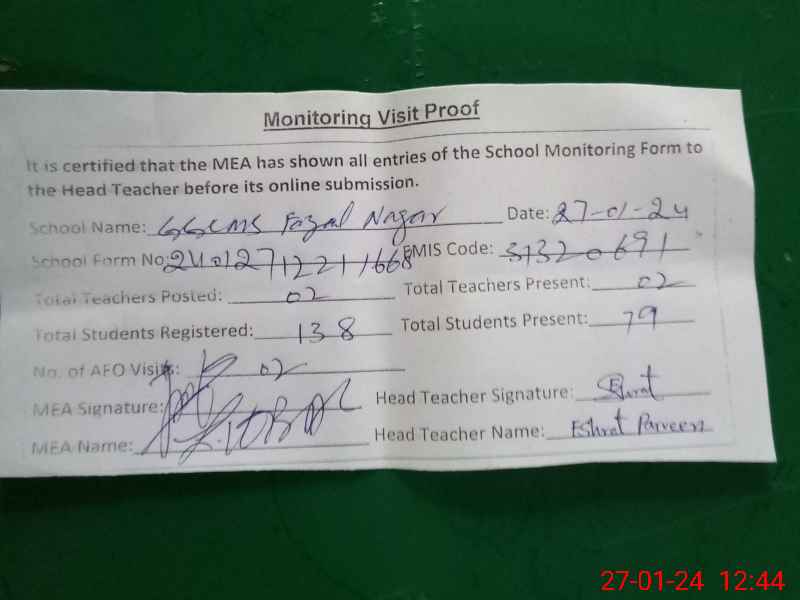 Monitoring Visit Proof
It is certified that the MEA has shown all entries of the School Monitoring Form to
the Head Teacher before its online submission.
School Name: GGCMS Fazal Nagar Date: 27-01-24
School Form No: 240127122111668 EMIS Code: 31320691
Total Teachers Posted: 02 Total Teachers Present: 02
Total Students Registered: 138 Total Students Present: 79
No. of AEO Visits: 02
MEA Signature: Head Teacher Signature: Eshrat
MEA Name: Head Teacher Name: Eshrat Parveen
27-01-24 12:44